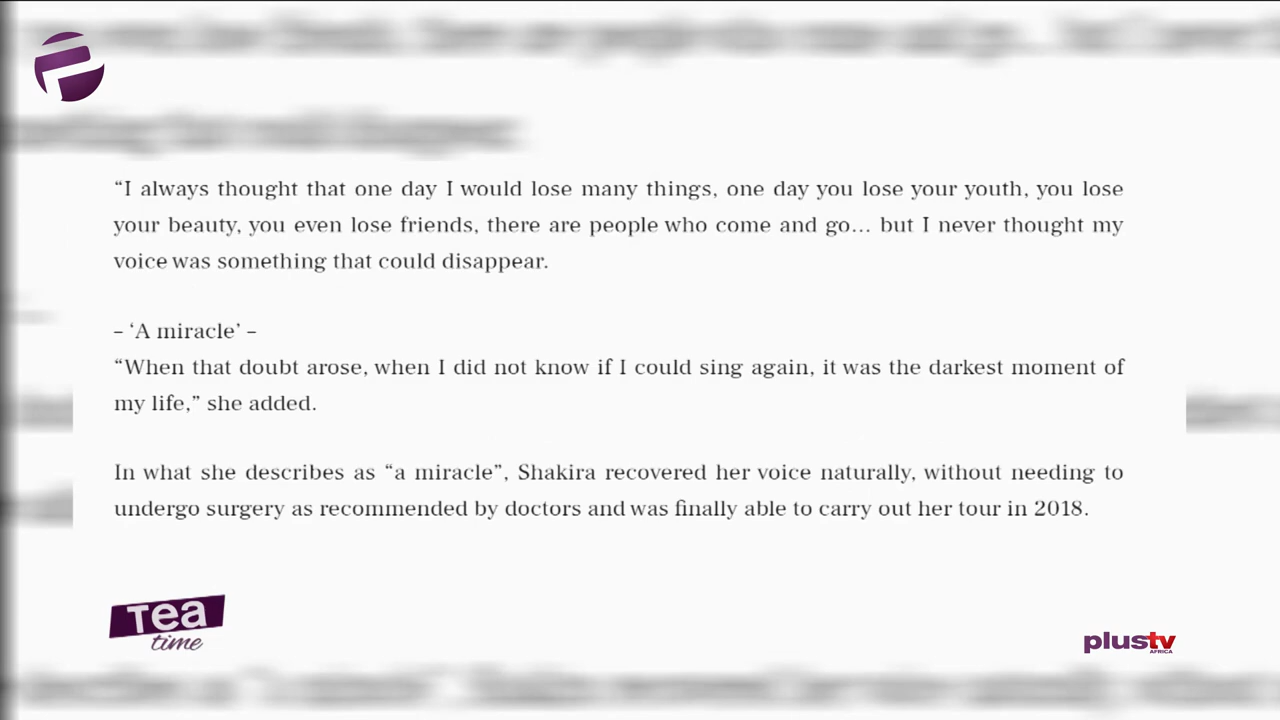 “I always thought that one day I would lose many things, one day you lose your youth, you lose
your beauty, you even lose friends, there are people who come and go... but I never thought my
voice was something that could disappear.
– ‘A miracle’ –
“When that doubt arose, when I did not know if I could sing again, it was the darkest moment of
my life,” she added.
In what she describes as “a miracle”, Shakira recovered her voice naturally, without needing to
undergo surgery as recommended by doctors and was finally able to carry out her tour in 2018.
Tea
time
plustv
AFRICA